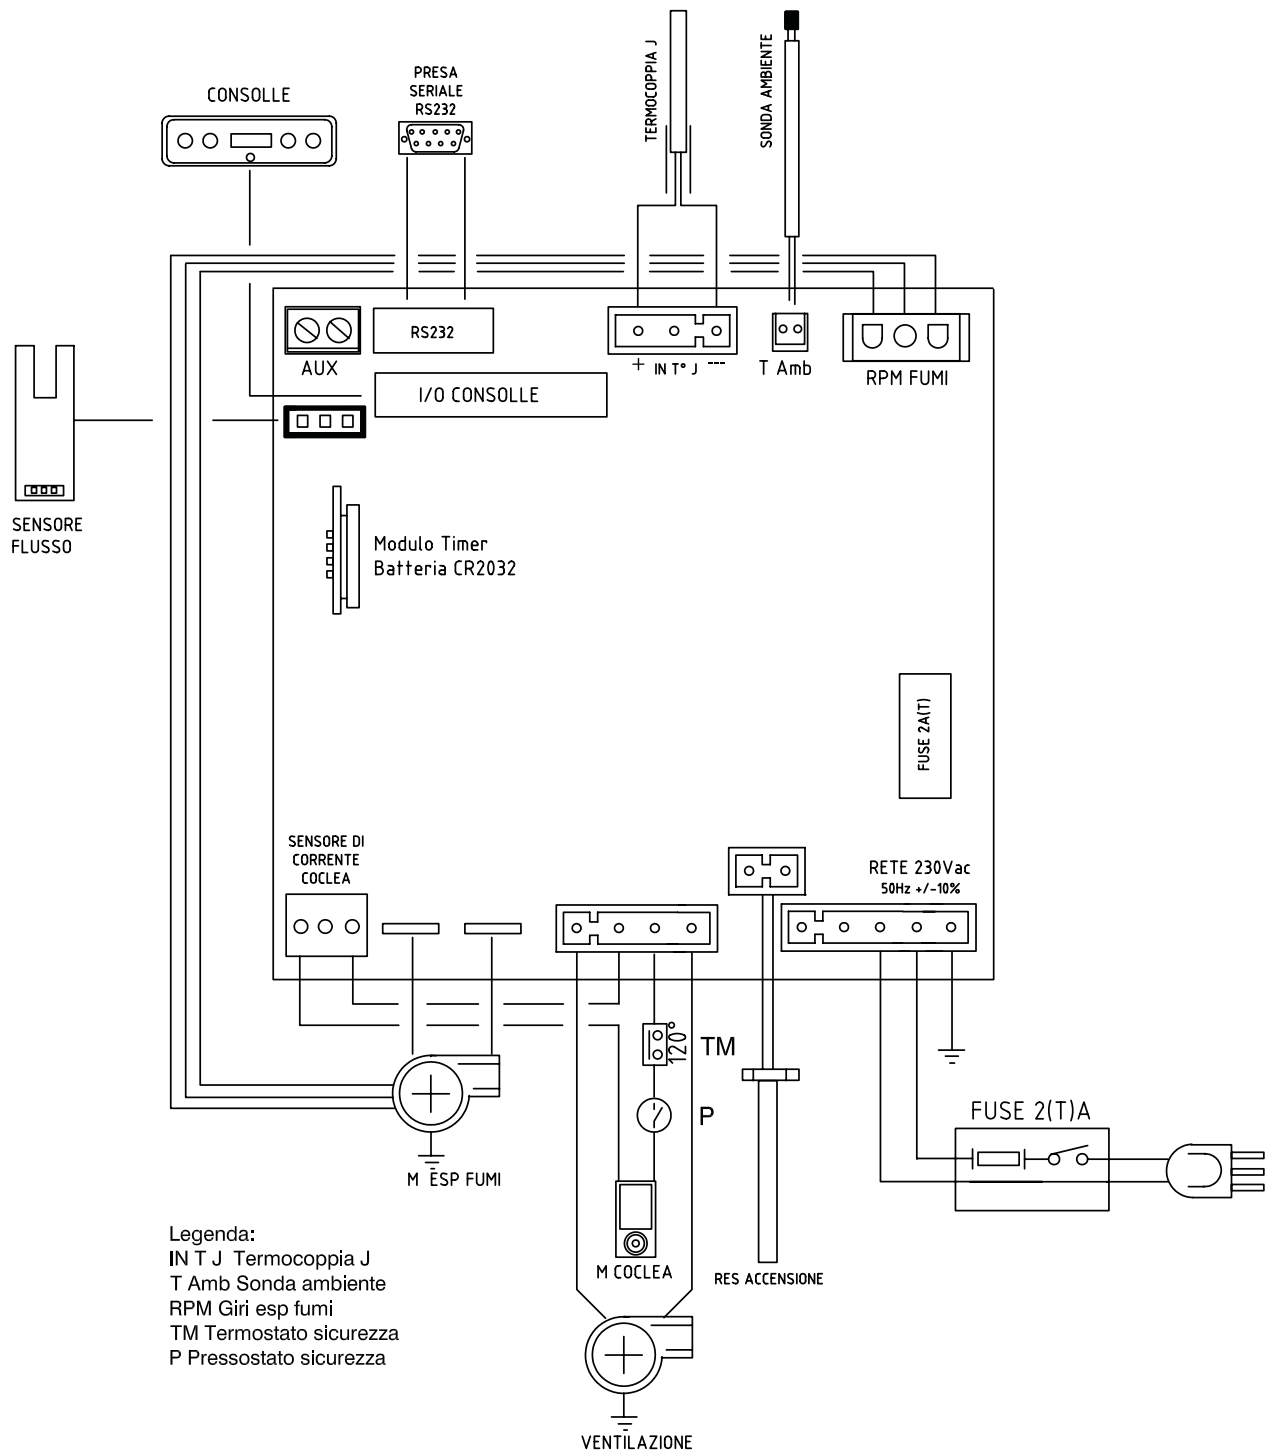 CONSOLLE
PRESA
SERIALE
RS232
TERMOCOPPIA J
SONDA AMBIENTE
RS232
AUX
+ IN T° J ---
T Amb
RPM FUMI
I/O CONSOLLE
SENSORE
FLUSSO
Modulo Timer
Batteria CR2032
FUSE 2A(T)
SENSORE DI
CORRENTE
COCLEA
RETE 230Vac
50Hz +/-10%
120°
TM
P
FUSE 2(T)A
M ESP FUMI
M COCLEA
RES ACCENSIONE
VENTILAZIONE
Legenda:
IN T J Termocoppia J
T Amb Sonda ambiente
RPM Giri esp fumi
TM Termostato sicurezza
P Pressostato sicurezza